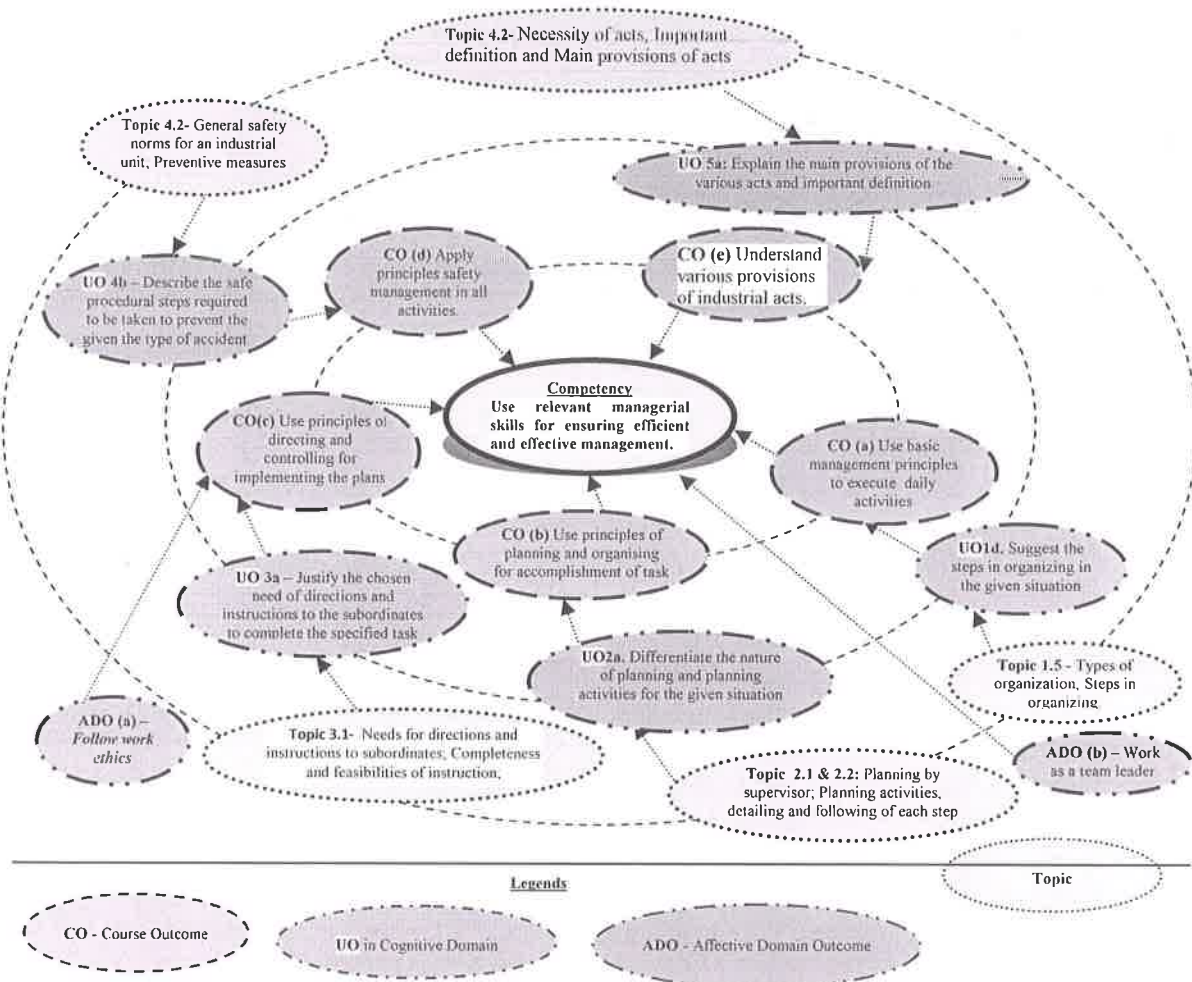 Topic 4.2- Necessity of acts, Important
definition and Main provisions of acts
Topic 4.2- General safety
norms for an industrial
unit, Preventive measures
UO 5a: Explain the main provisions of the
various acts and important definition
CO (d) Apply
principles safety
management in all
activities.
CO (e) Understand
various provisions
of industrial acts.
UO 4b – Describe the safe
procedural steps required
to be taken to prevent the
given the type of accident
Competency
Use relevant managerial
skills for ensuring efficient
and effective management.
CO(c) Use principles of
directing and
controlling for
implementing the plans
CO (a) Use basic
management principles
to execute daily
activities
CO (b) Use principles of
planning and organising
for accomplishment of task
UO1d. Suggest the
steps in organizing in
the given situation
UO 3a – Justify the chosen
need of directions and
instructions to the subordinates
to complete the specified task
UO2a. Differentiate the nature
of planning and planning
activities for the given situation
Topic 1.5 - Types of
organization, Steps in
organizing
ADO (a) –
Follow work
ethics
Topic 3.1- Needs for directions and
instructions to subordinates; Completeness
and feasibilities of instruction.
ADO (b) – Work
as a team leader
Topic 2.1 & 2.2: Planning by
supervisor; Planning activities,
detailing and following of each step
Legends
Topic
CO - Course Outcome
UO in Cognitive Domain
ADO - Affective Domain Outcome